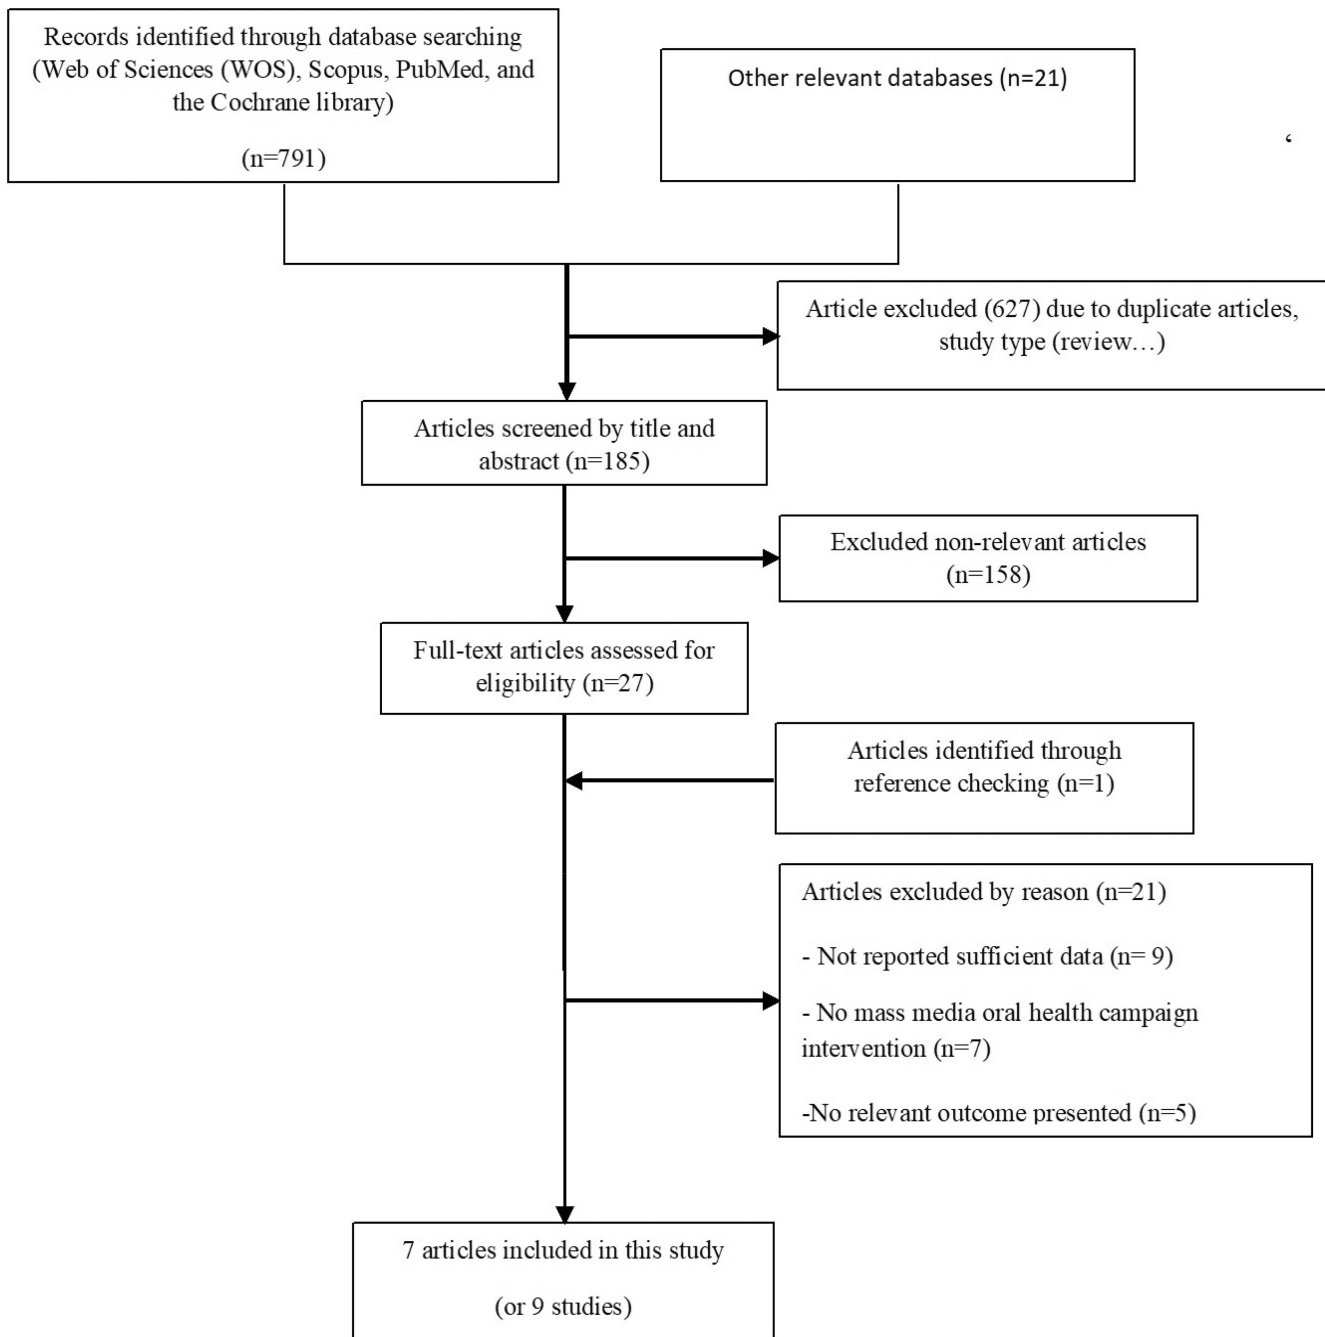 Records identified through database searching
(Web of Sciences (WOS), Scopus, PubMed, and
the Cochrane library)
(n=791)
Other relevant databases (n=21)
‘
Article excluded (627) due to duplicate articles,
study type (review…)
Articles screened by title and
abstract (n=185)
Excluded non-relevant articles
(n=158)
Full-text articles assessed for
eligibility (n=27)
Articles identified through
reference checking (n=1)
Articles excluded by reason (n=21)
- Not reported sufficient data (n= 9)
- No mass media oral health campaign
intervention (n=7)
-No relevant outcome presented (n=5)
7 articles included in this study
(or 9 studies)